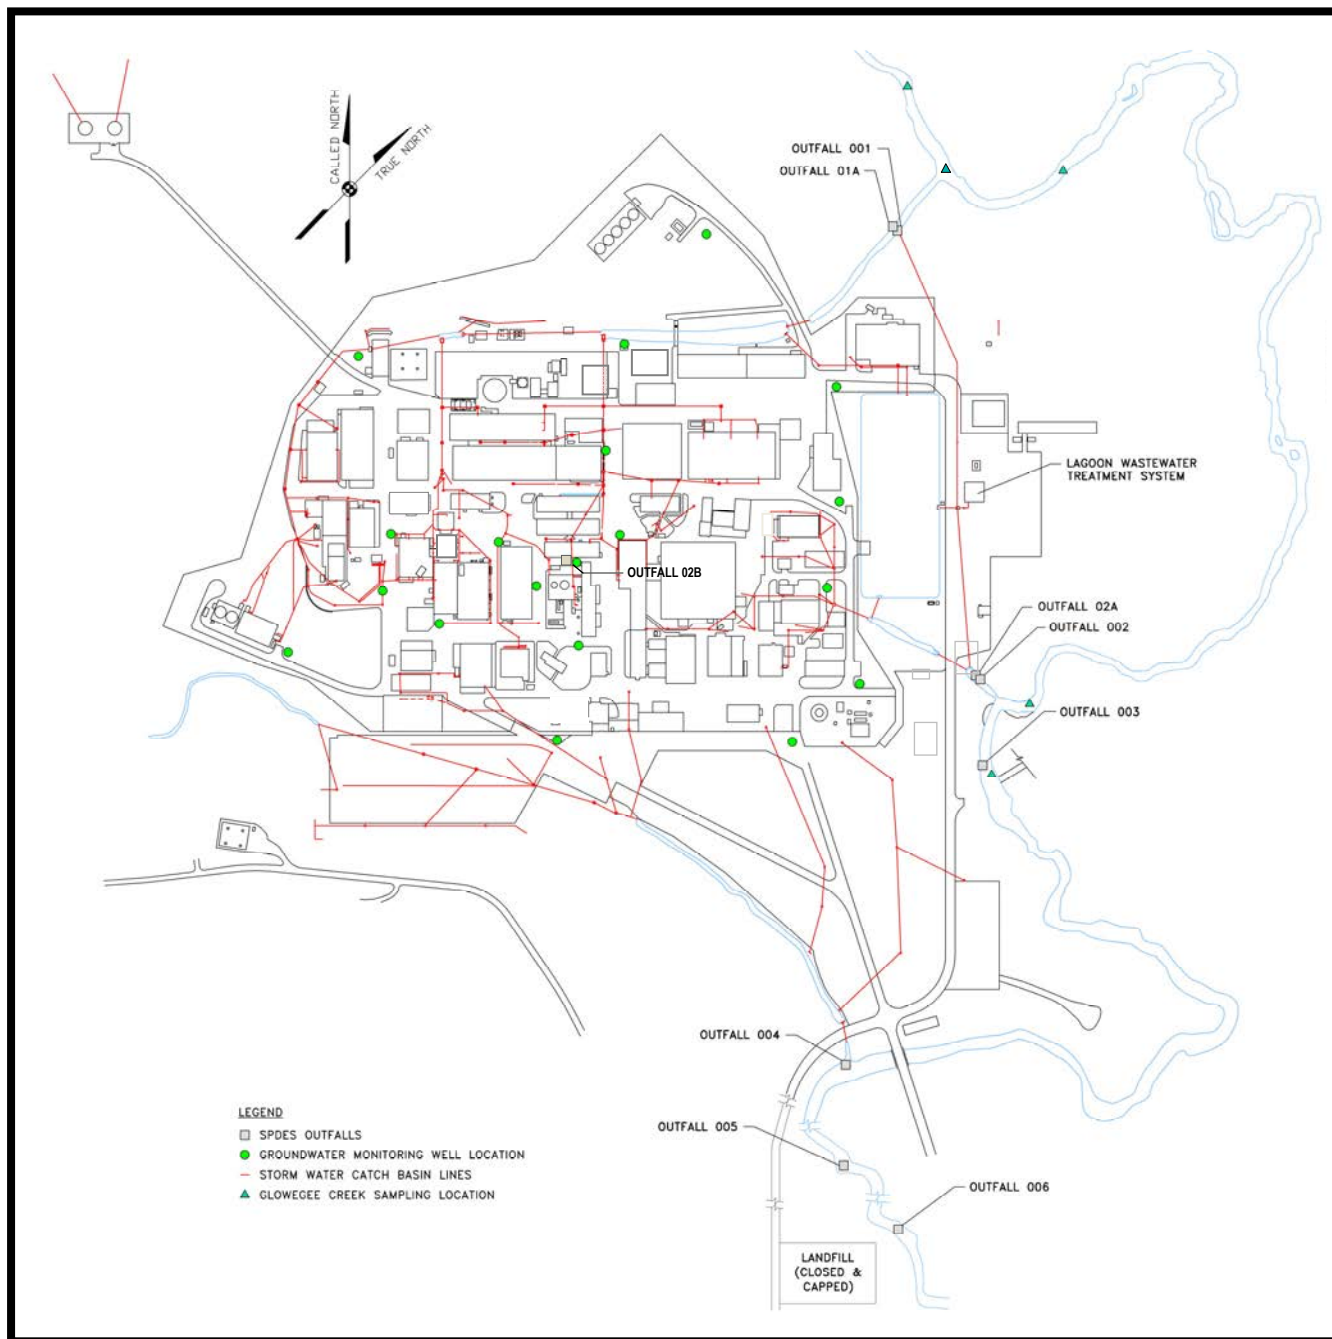 CALLED NORTH
TRUE NORTH
OUTFALL 001
OUTFALL 01A
LAGOON WASTEWATER
TREATMENT SYSTEM
OUTFALL 02B
OUTFALL 02A
OUTFALL 002
OUTFALL 003
OUTFALL 004
OUTFALL 005
OUTFALL 006
LANDFILL
(CLOSED &
CAPPED)
LEGEND
SPDES OUTFALLS
GROUNDWATER MONITORING WELL LOCATION
STORM WATER CATCH BASIN LINES
GLOWEGEE CREEK SAMPLING LOCATION